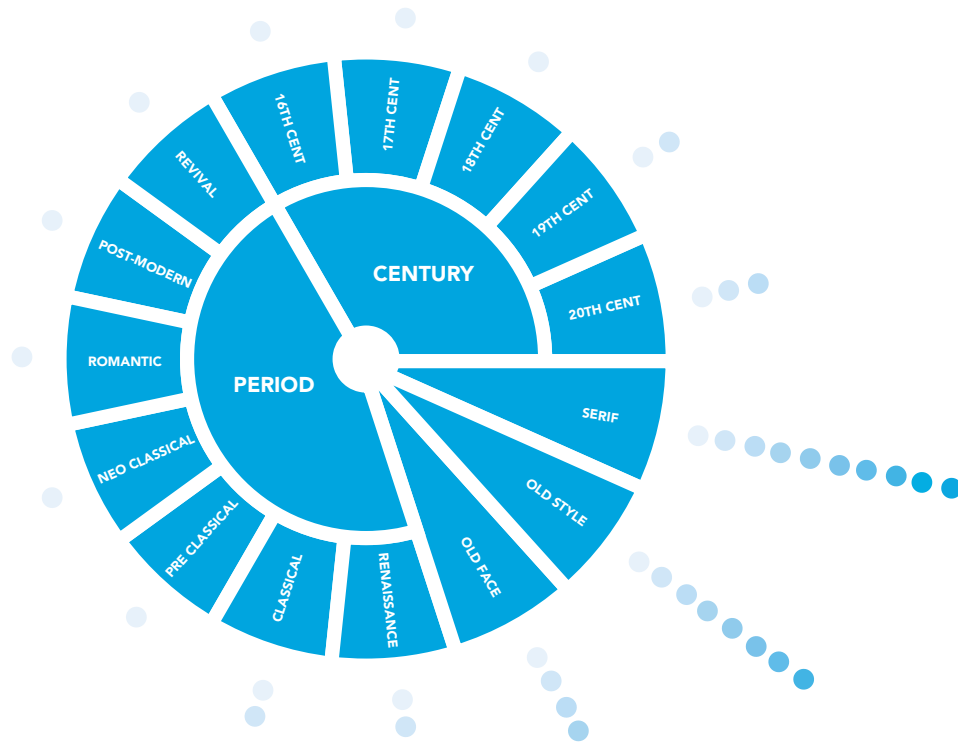 16TH CENT
17TH CENT
18TH CENT
19TH CENT
20TH CENT
CENTURY
SERIF
OLD STYLE
OLD FACE
RENAISSANCE
CLASSICAL
PRE CLASSICAL
NEO CLASSICAL
ROMANTIC
POST-MODERN
REVIVAL
PERIOD